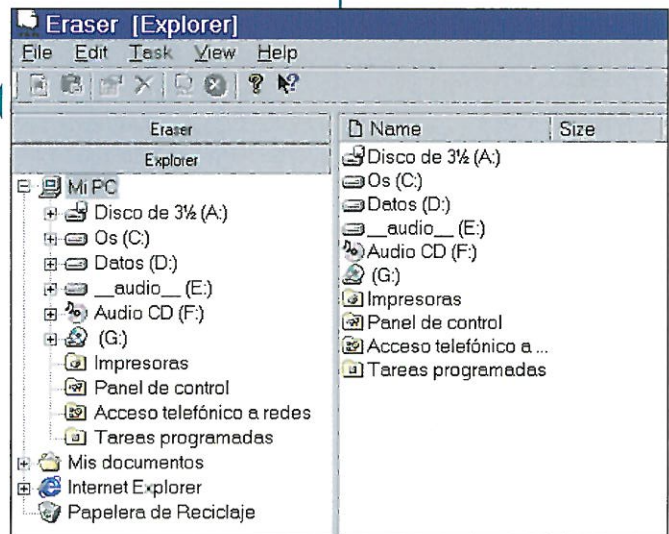 Eraser [Explorer]
File Edit Task View Help
Eraser
Explorer
Mi PC
Disco de 3½ (A:)
Os (C:)
Datos (D:)
__audio__ (E:)
Audio CD (F:)
(G:)
Impresoras
Panel de control
Acceso telefónico a redes
Tareas programadas
Mis documentos
Internet Explorer
Papelera de Reciclaje
Name Size
Disco de 3½ (A:)
Os (C:)
Datos (D:)
__audio__ (E:)
Audio CD (F:)
(G:)
Impresoras
Panel de control
Acceso telefónico a ...
Tareas programadas